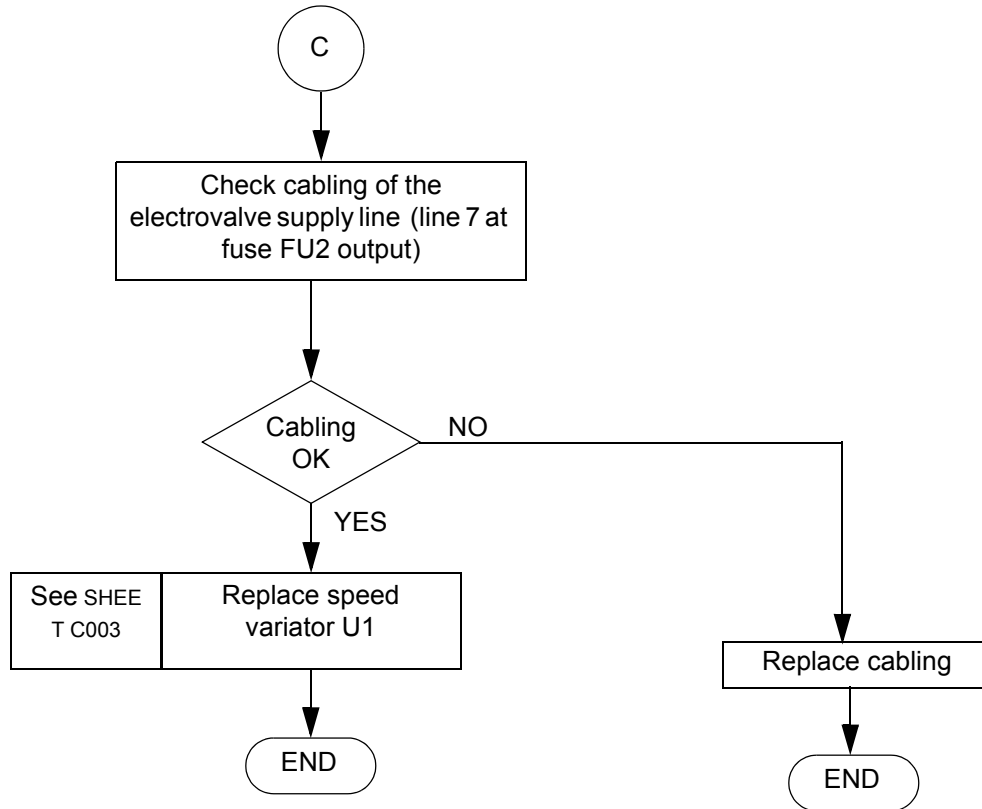 C
Check cabling of the
electrovalve supply line (line 7 at
fuse FU2 output)
Cabling
OK
NO
YES
See SHEE
T C003
Replace speed
variator U1
Replace cabling
END
END